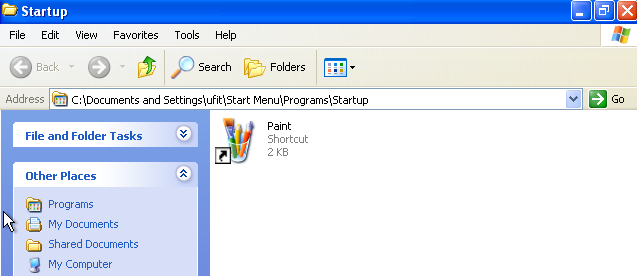 Startup
File Edit View Favorites Tools Help
Back Search Folders
Address C:\Documents and Settings\ufit\Start Menu\Programs\Startup Go
File and Folder Tasks
Other Places
Programs
My Documents
Shared Documents
My Computer
Paint
Shortcut
2 KB